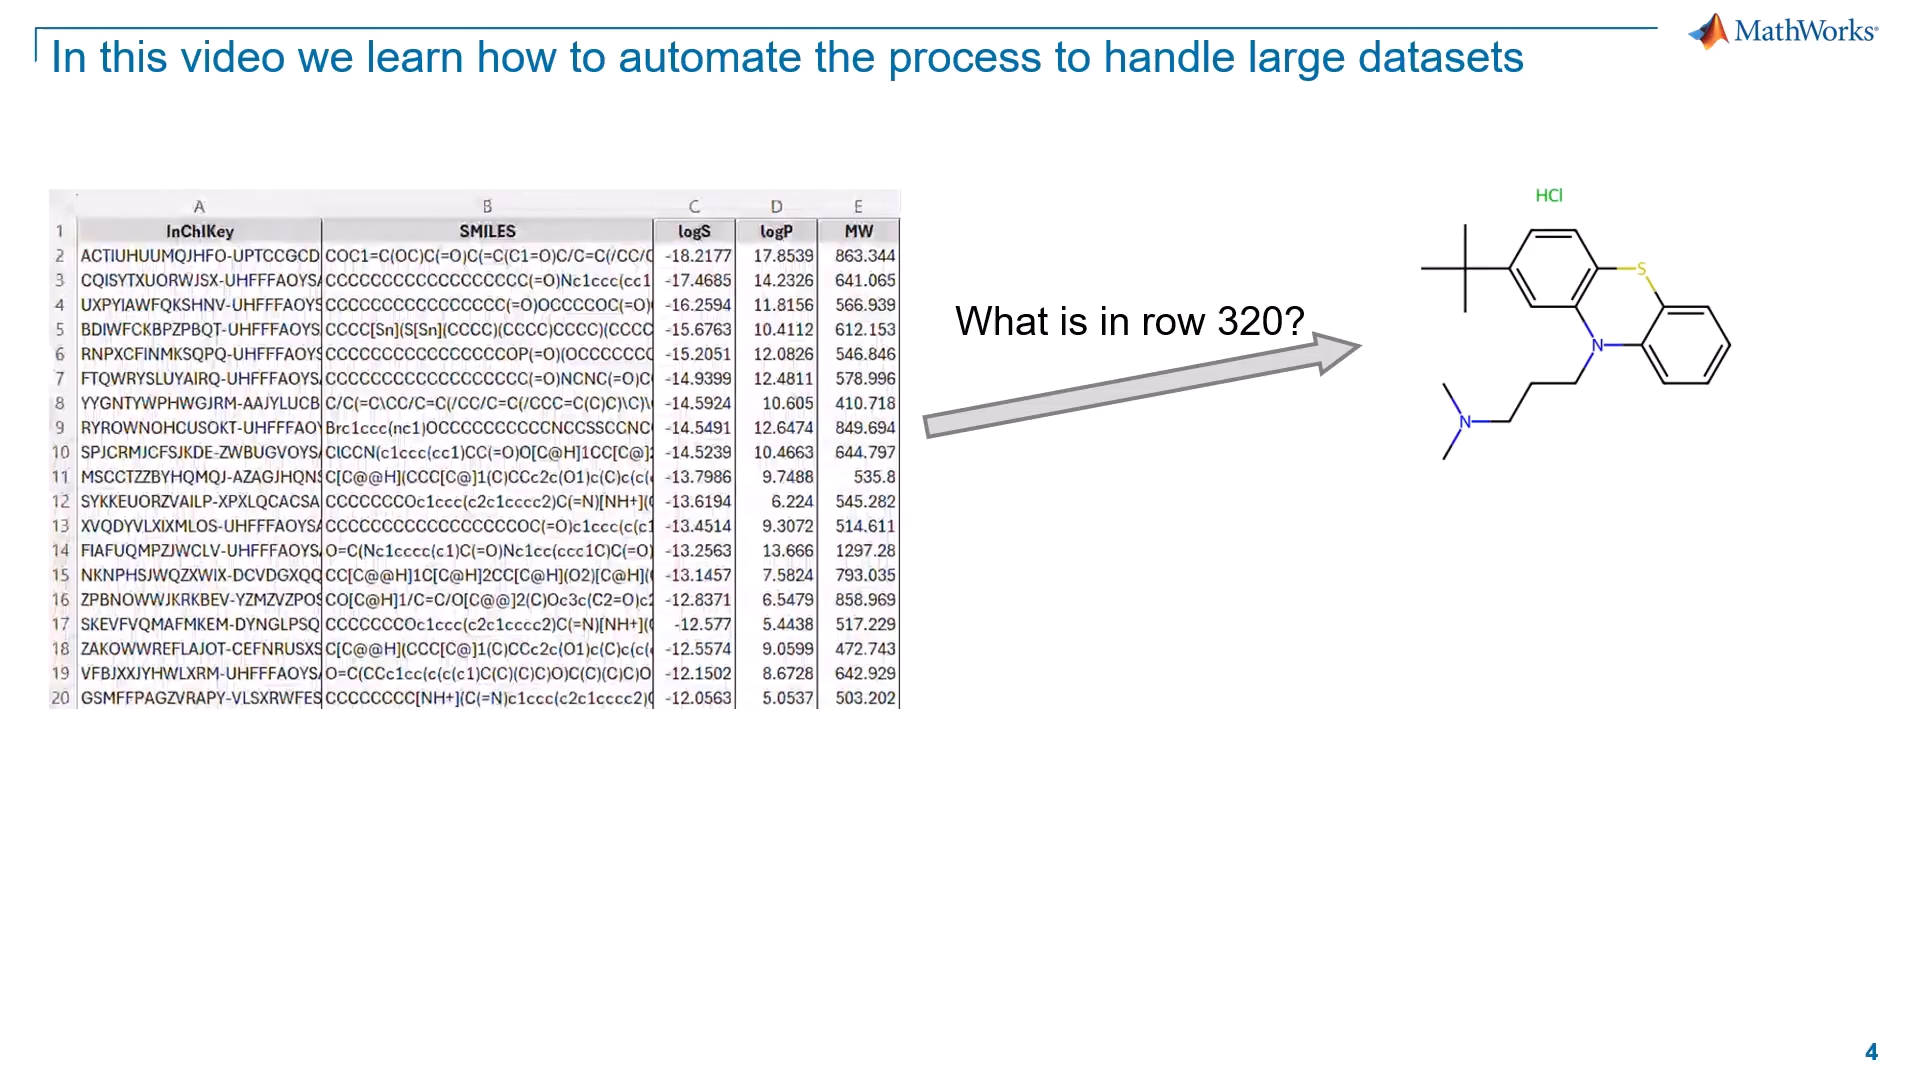 In this video we learn how to automate the process to handle large datasets
MathWorks®
A B C D E
1 InChIKey SMILES logS logP MW
2 ACTIUHUUMQJHFO-UPTCCGCD COC1=C(OC)C(=O)C(=C(C1=O)C/C=C(/CC/C -18.2177 17.8539 863.344
3 CQISYTXUORWJSX-UHFFFAOYSA CCCCCCCCCCCCCCCCCC(=O)Nc1ccc(cc1 -17.4685 14.2326 641.065
4 UXPYIAWFQKSHNV-UHFFFAOYS CCCCCCCCCCCCCCCC(=O)OCCCCOC(=O) -16.2594 11.8156 566.939
5 BDIWFCKBPZPBQT-UHFFFAOYS CCCC[Sn](S[Sn](CCCC)(CCCC)CCCC)(CCCC -15.6763 10.4112 612.153
6 RNPXCFINMKSQPQ-UHFFFAOYS CCCCCCCCCCCCCCCCOP(=O)(OCCCCCCC -15.2051 12.0826 546.846
7 FTQWRYSLUYAIRQ-UHFFFAOYSA CCCCCCCCCCCCCCCCCC(=O)NCNC(=O)C -14.9399 12.4811 578.996
8 YYGNTYWPHWGJRM-AAJYLUCB C/C(=C\CC/C=C(/CC/C=C(/CCC=C(C)C)\C)\ -14.5924 10.605 410.718
9 RYROWNOHCUSOKT-UHFFFAO Brc1ccc(nc1)OCCCCCCCCCCCNCCSSCCNC -14.5491 12.6474 849.694
10 SPJCRMJCFSJKDE-ZWBUGVOYSA ClCCN(c1ccc(cc1)CC(=O)O[C@H]1CC[C@] -14.5239 10.4663 644.797
11 MSCCTZZBYHQMQJ-AZAGJHQNS C[C@@H](CCC[C@]1(C)CCc2c(O1)c(C)c(c( -13.7986 9.7488 535.8
12 SYKKEUORZVAILP-XPXLQCACSA CCCCCCCOc1ccc(c2c1cccc2)C(=N)[NH+]( -13.6194 6.224 545.282
13 XVQDYVLXIXMLOS-UHFFFAOYSA CCCCCCCCCCCCCCCCCOC(=O)c1ccc(c(c1 -13.4514 9.3072 514.611
14 FIAFUQMPZJWCLV-UHFFFAOYSA O=C(Nc1cccc(c1)C(=O)Nc1cc(ccc1C)C(=O) -13.2563 13.666 1297.28
15 NKNPHSJWQZXWIX-DCVDGXQQ CC[C@@H]1C[C@H]2CC[C@H](O2)[C@H]( -13.1457 7.5824 793.035
16 ZPBNOWWJKRKBEV-YZMZVZPOS CO[C@H]1/C=C/O[C@@]2(C)Oc3c(C2=O)c2 -12.8371 6.5479 858.969
17 SKEVFVQMAFMKEM-DYNGLPSQ CCCCCCCOc1ccc(c2c1cccc2)C(=N)[NH+]( -12.577 5.4438 517.229
18 ZAKOWWREFLAJOT-CEFNRUSXS C[C@@H](CCC[C@]1(C)CCc2c(O1)c(C)c(c( -12.5574 9.0599 472.743
19 VFBJXXJYHWLXRM-UHFFFAOYSA O=C(CCc1cc(c(c(c1)C(C)(C)C)O)C(C)(C)C)O -12.1502 8.6728 642.929
20 GSMFFPAGZVRAPY-VLSXRWFES CCCCCCCC[NH+](C(=N)c1ccc(c2c1cccc2) -12.0563 5.0537 503.202
What is in row 320?
HCl
S
N
N
4